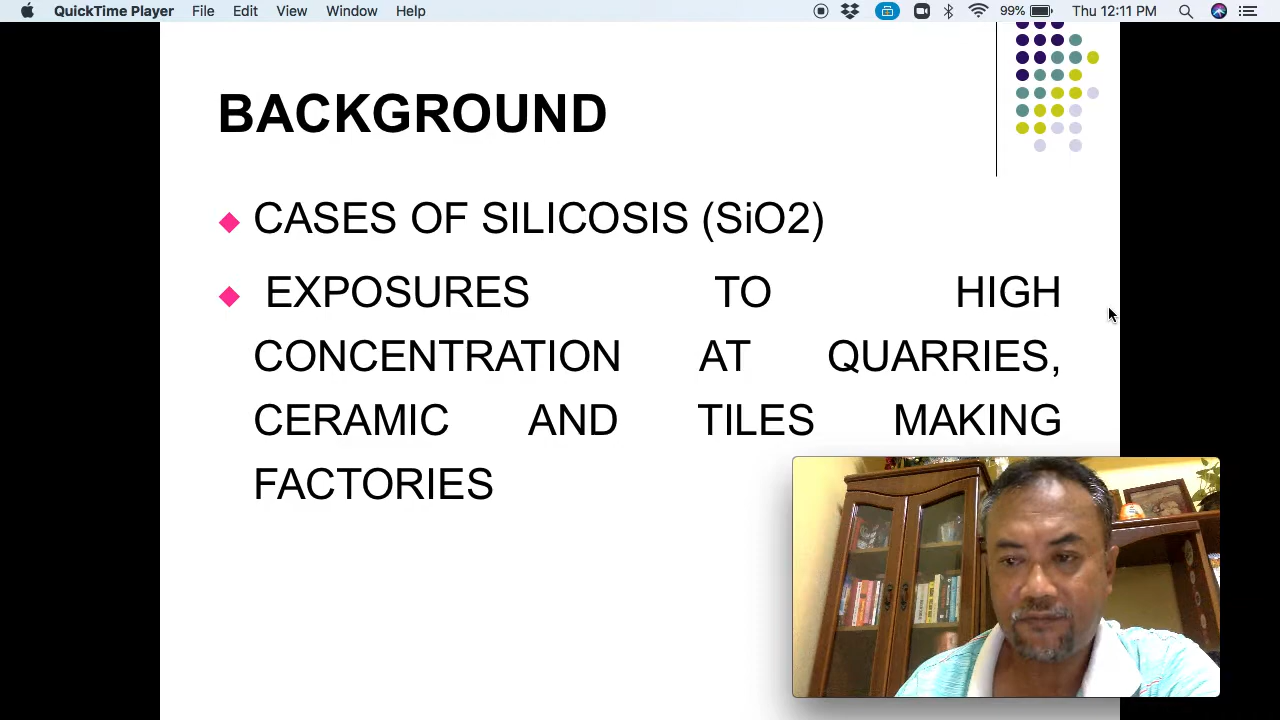 QuickTime Player File Edit View Window Help 99% Thu 12:11 PM
BACKGROUND
CASES OF SILICOSIS (SiO2)
EXPOSURES TO HIGH
CONCENTRATION AT QUARRIES,
CERAMIC AND TILES MAKING
FACTORIES